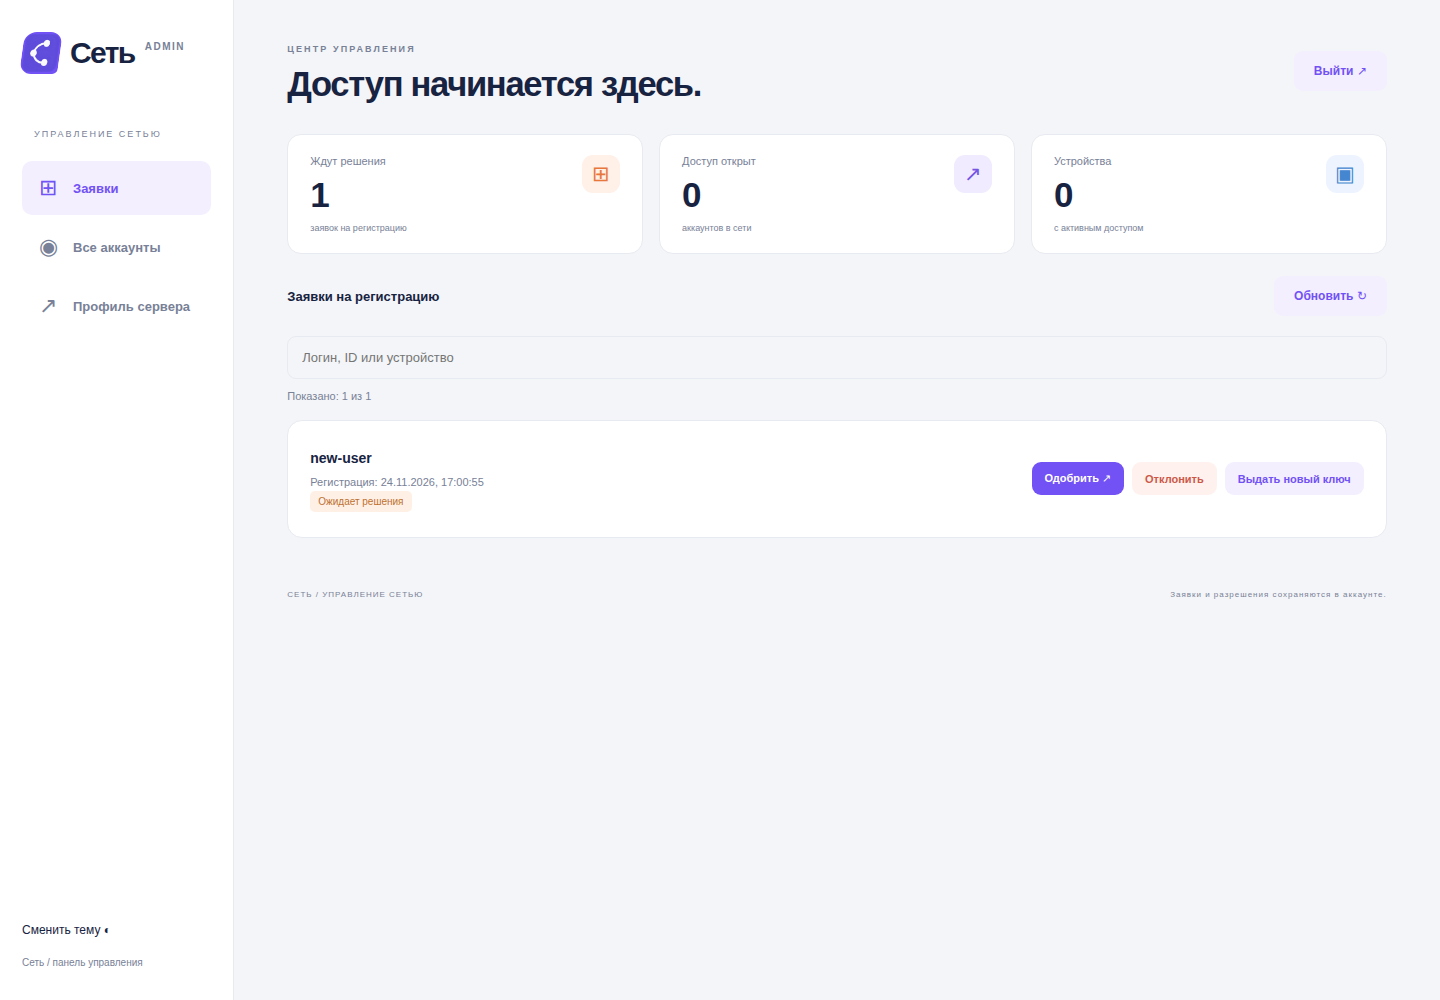 Сеть ADMIN
УПРАВЛЕНИЕ СЕТЬЮ
Заявки
Все аккаунты
Профиль сервера
Сменить тему
Сеть / панель управления
ЦЕНТР УПРАВЛЕНИЯ
Доступ начинается здесь.
Выйти ↗
Ждут решения
1
заявок на регистрацию
Доступ открыт
0
аккаунтов в сети
Устройства
0
с активным доступом
Заявки на регистрацию
Обновить ↻
Логин, ID или устройство
Показано: 1 из 1
new-user
Регистрация: 24.11.2026, 17:00:55
Ожидает решения
Одобрить ↗
Отклонить
Выдать новый ключ
СЕТЬ / УПРАВЛЕНИЕ СЕТЬЮ
Заявки и разрешения сохраняются в аккаунте.